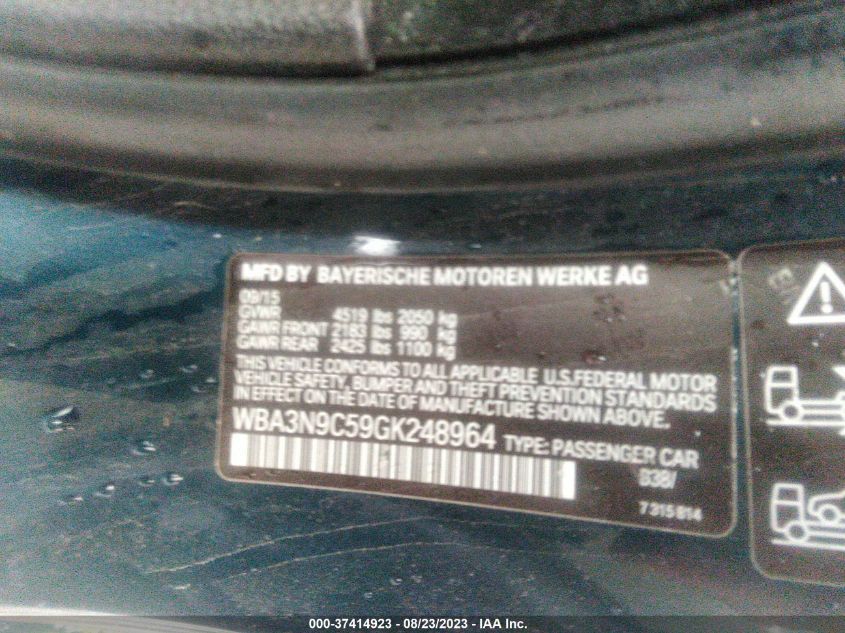 MFD BY BAYERISCHE MOTOREN WERKE AG
09/15
GVWR 4519 lbs 2050 kg
GAWR FRONT 2183 lbs 990 kg
GAWR REAR 2425 lbs 1100 kg
THIS VEHICLE CONFORMS TO ALL APPLICABLE U.S.FEDERAL MOTOR
VEHICLE SAFETY, BUMPER AND THEFT PREVENTION STANDARDS
IN EFFECT ON THE DATE OF MANUFACTURE SHOWN ABOVE.
WBA3N9C59GK248964 TYPE: PASSENGER CAR
B38/
7 315 814
000-37414923 - 08/23/2023 - IAA Inc.